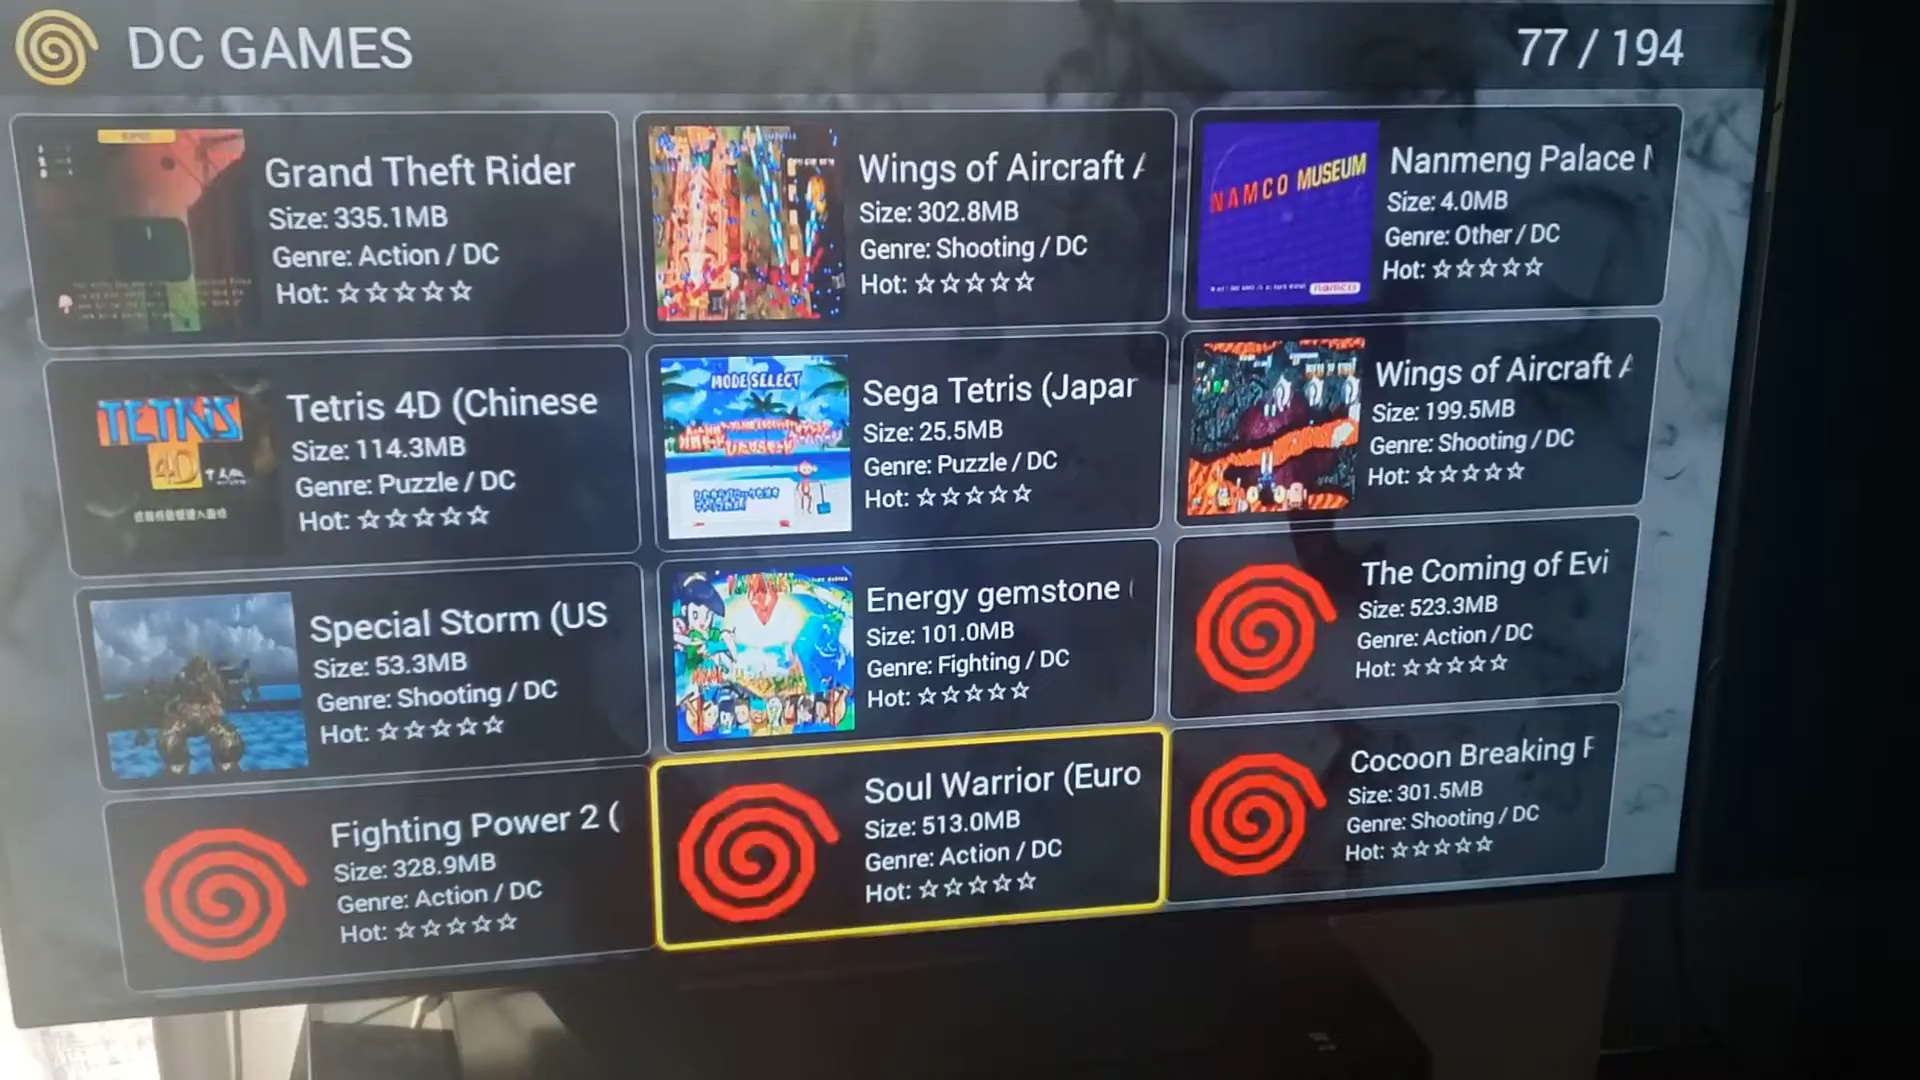 DC GAMES
77 / 194
Grand Theft Rider
Size: 335.1MB
Genre: Action / DC
Hot: ☆☆☆☆☆
Wings of Aircraft
Size: 302.8MB
Genre: Shooting / DC
Hot: ☆☆☆☆☆
NAMCO MUSEUM
namco
Nanmeng Palace
Size: 4.0MB
Genre: Other / DC
Hot: ☆☆☆☆☆
TETRIS
4D
Tetris 4D (Chinese
Size: 114.3MB
Genre: Puzzle / DC
Hot: ☆☆☆☆☆
MODE SELECT
Sega Tetris (Japan
Size: 25.5MB
Genre: Puzzle / DC
Hot: ☆☆☆☆☆
Wings of Aircraft
Size: 199.5MB
Genre: Shooting / DC
Hot: ☆☆☆☆☆
Special Storm (US
Size: 53.3MB
Genre: Shooting / DC
Hot: ☆☆☆☆☆
Energy gemstone
Size: 101.0MB
Genre: Fighting / DC
Hot: ☆☆☆☆☆
The Coming of Evi
Size: 523.3MB
Genre: Action / DC
Hot: ☆☆☆☆☆
Fighting Power 2 (
Size: 328.9MB
Genre: Action / DC
Hot: ☆☆☆☆☆
Soul Warrior (Euro
Size: 513.0MB
Genre: Action / DC
Hot: ☆☆☆☆☆
Cocoon Breaking
Size: 301.5MB
Genre: Shooting / DC
Hot: ☆☆☆☆☆